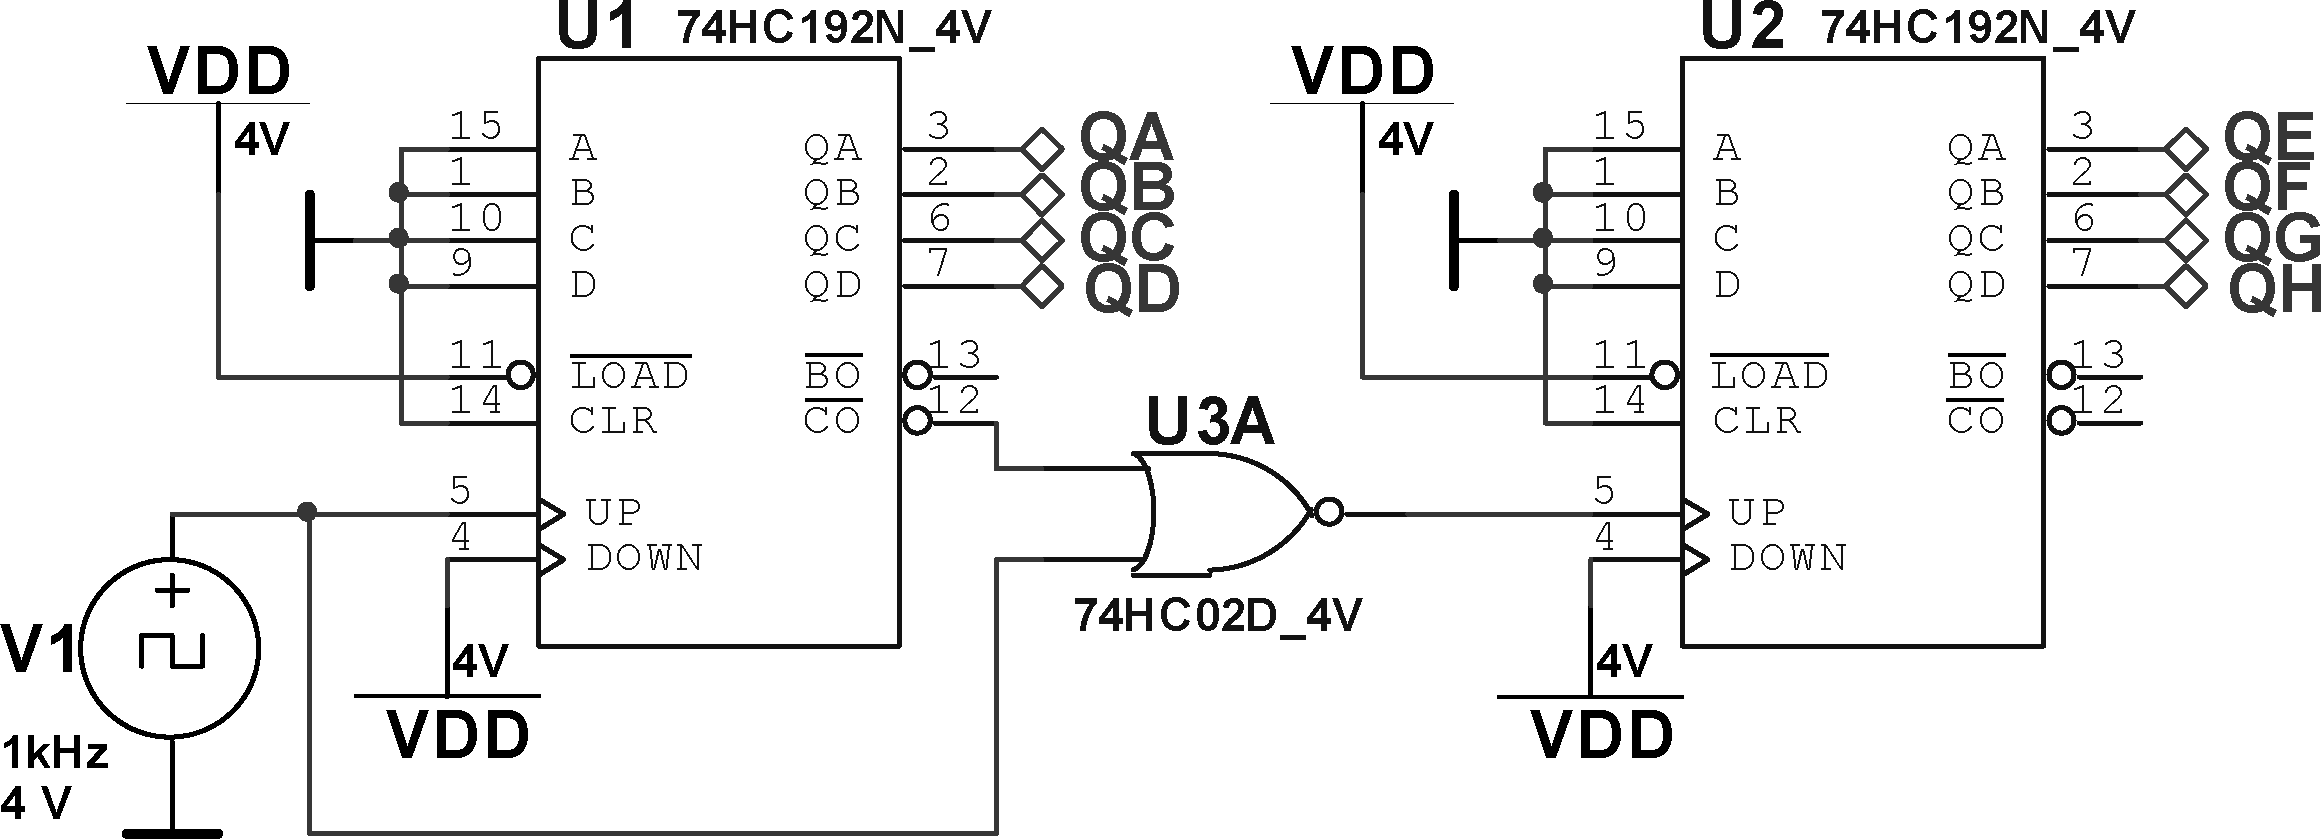 U1 74HC192N_4V
VDD
4V
15 A QA 3 QA
1 B QB 2 QB
10 C QC 6 QC
9 D QD 7 QD
11 LOAD BO 13
14 CLR CO 12
5 UP
4 DOWN
4V
VDD
V1
1kHz
4 V
U3A
74HC02D_4V
U2 74HC192N_4V
VDD
4V
15 A QA 3 QE
1 B QB 2 QF
10 C QC 6 QG
9 D QD 7 QH
11 LOAD BO 13
14 CLR CO 12
5 UP
4 DOWN
4V
VDD